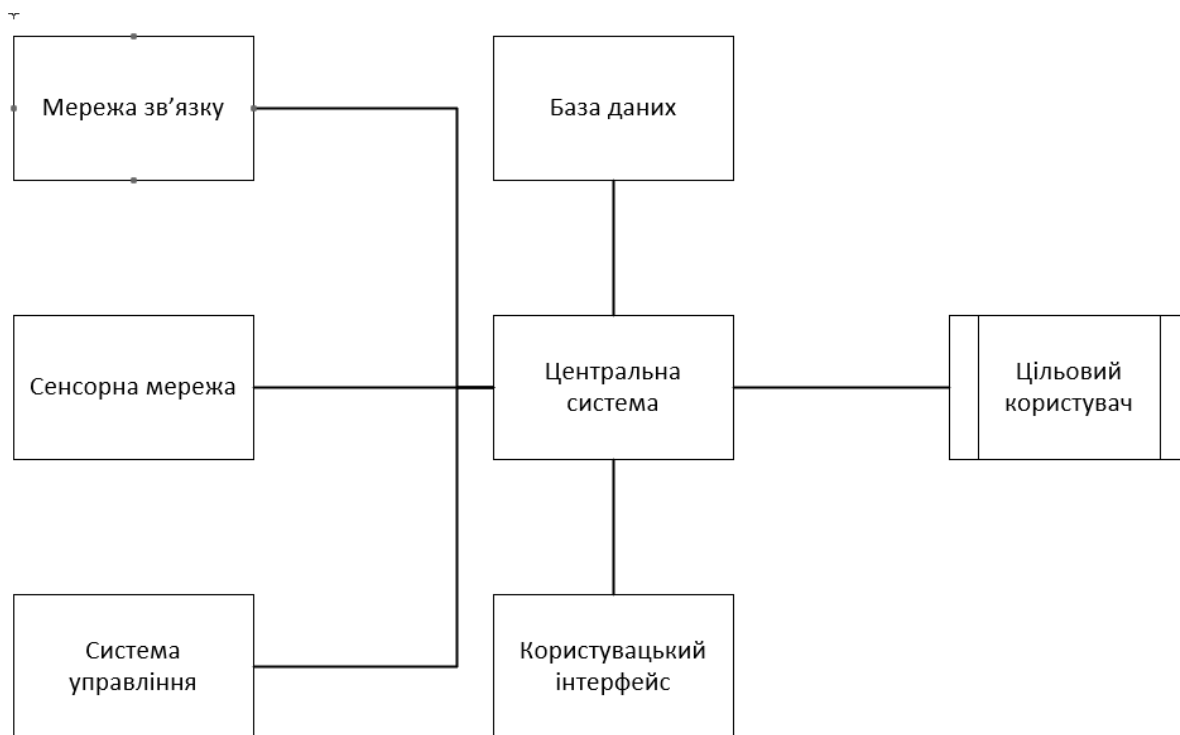 Мережа зв’язку
База даних
Сенсорна мережа
Центральна
система
Цільовий
користувач
Система
управління
Користувацький
інтерфейс